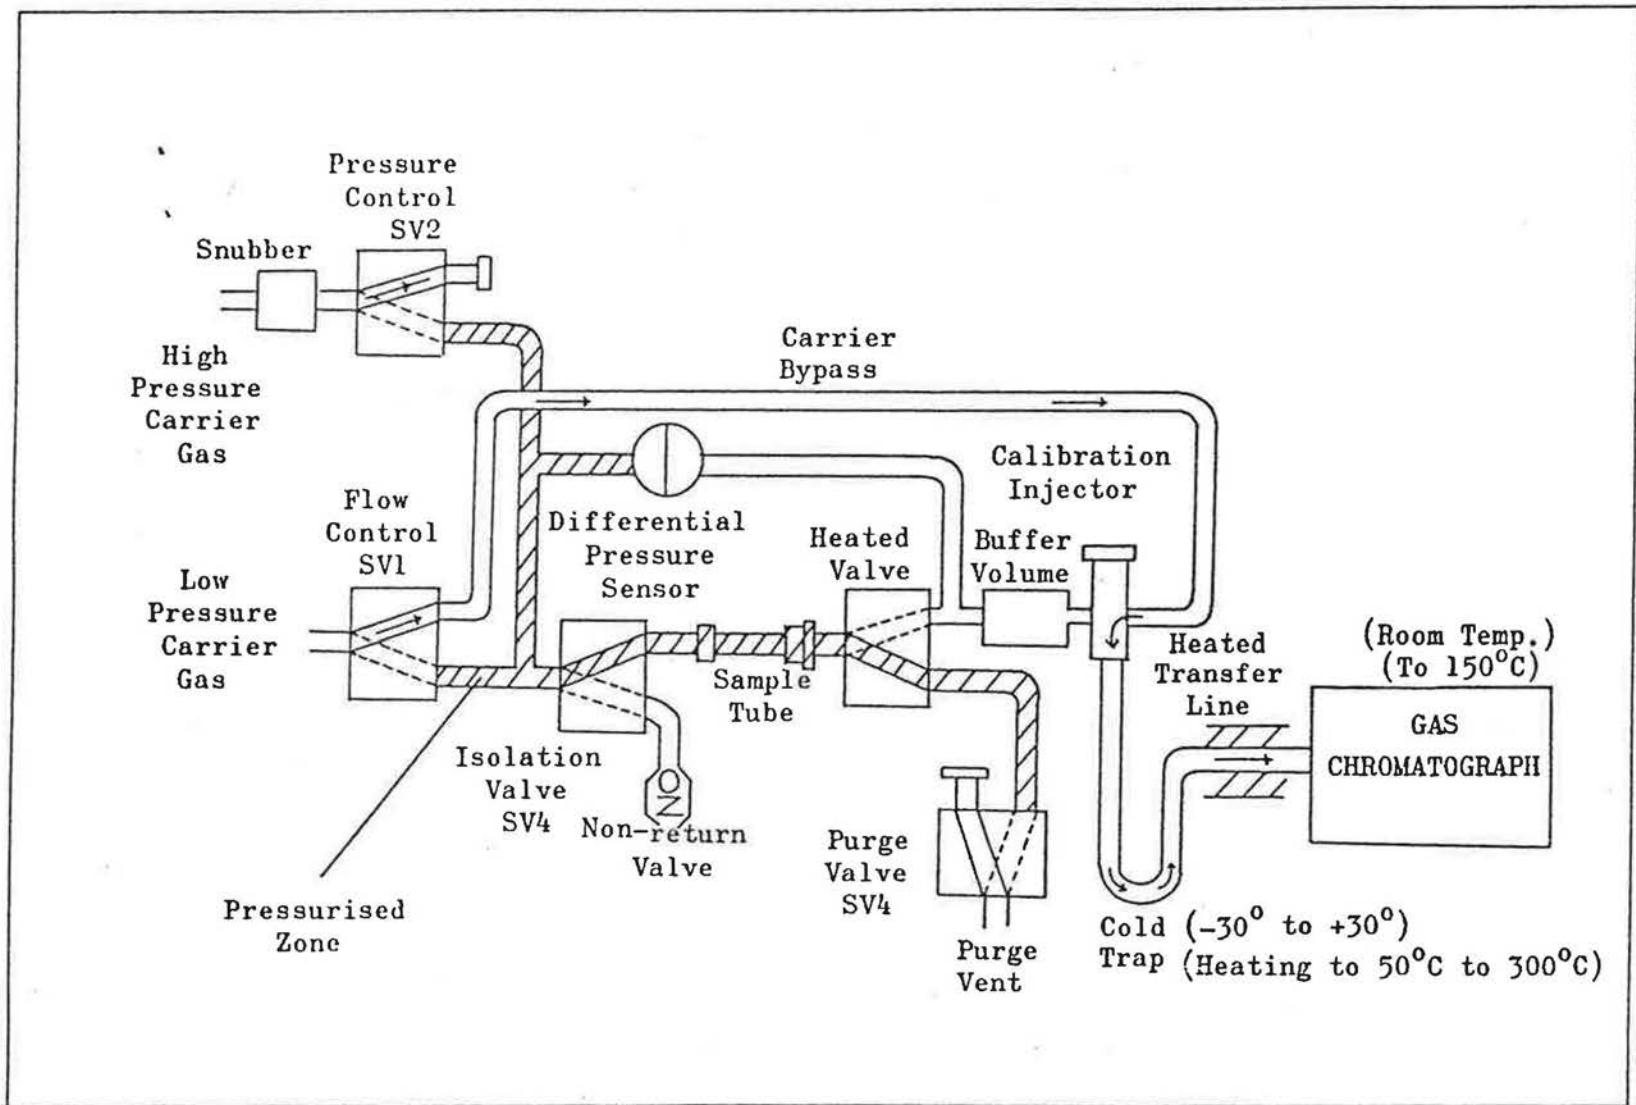 Pressure
Control
SV2
Snubber
High
Pressure
Carrier
Gas
Carrier
Bypass
Calibration
Injector
Flow
Control
SV1
Differential
Pressure
Sensor
Heated
Valve
Buffer
Volume
Low
Pressure
Carrier
Gas
Sample
Tube
Heated
Transfer
Line
(Room Temp.)
(To 150°C)
GAS
CHROMATOGRAPH
Isolation
Valve
SV4
Non-return
Valve
Purge
Valve
SV4
Pressurised
Zone
Purge
Vent
Cold (-30° to +30°)
Trap (Heating to 50°C to 300°C)